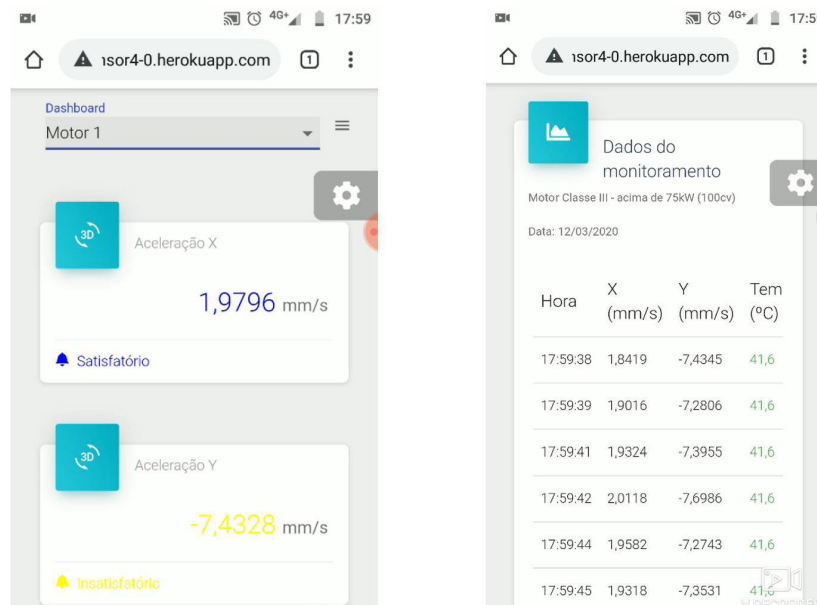 4G+ 17:59
nsor4-0.herokuapp.com 1
Dashboard
Motor 1
3D
Aceleração X
1,9796 mm/s
Satisfatório
3D
Aceleração Y
-7,4328 mm/s
Insatisfatório
4G+ 17:59
nsor4-0.herokuapp.com 1
Dados do
monitoramento
Motor Classe III - acima de 75kW (100cv)
Data: 12/03/2020
Hora X (mm/s) Y (mm/s) Tem (ºC)
17:59:38 1,8419 -7,4345 41,6
17:59:39 1,9016 -7,2806 41,6
17:59:41 1,9324 -7,3955 41,6
17:59:42 2,0118 -7,6986 41,6
17:59:44 1,9582 -7,2743 41,6
17:59:45 1,9318 -7,3531 41,6